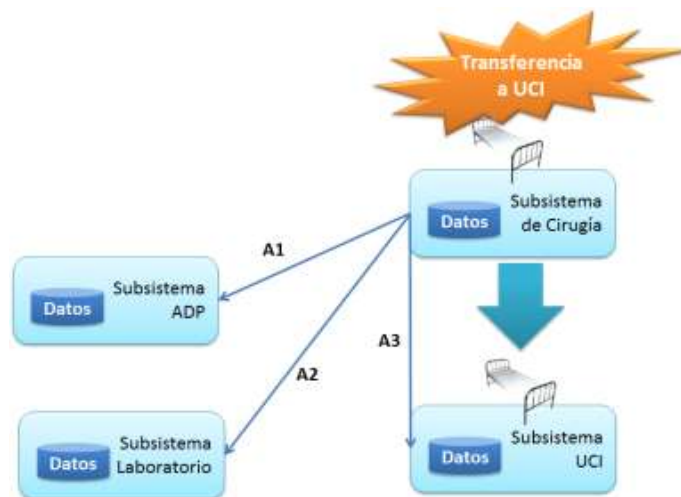 Transferencia
a UCI
Datos
Subsistema
de Cirugía
A1
Datos
Subsistema
ADP
A2
A3
Datos
Subsistema
Laboratorio
Datos
Subsistema
UCI